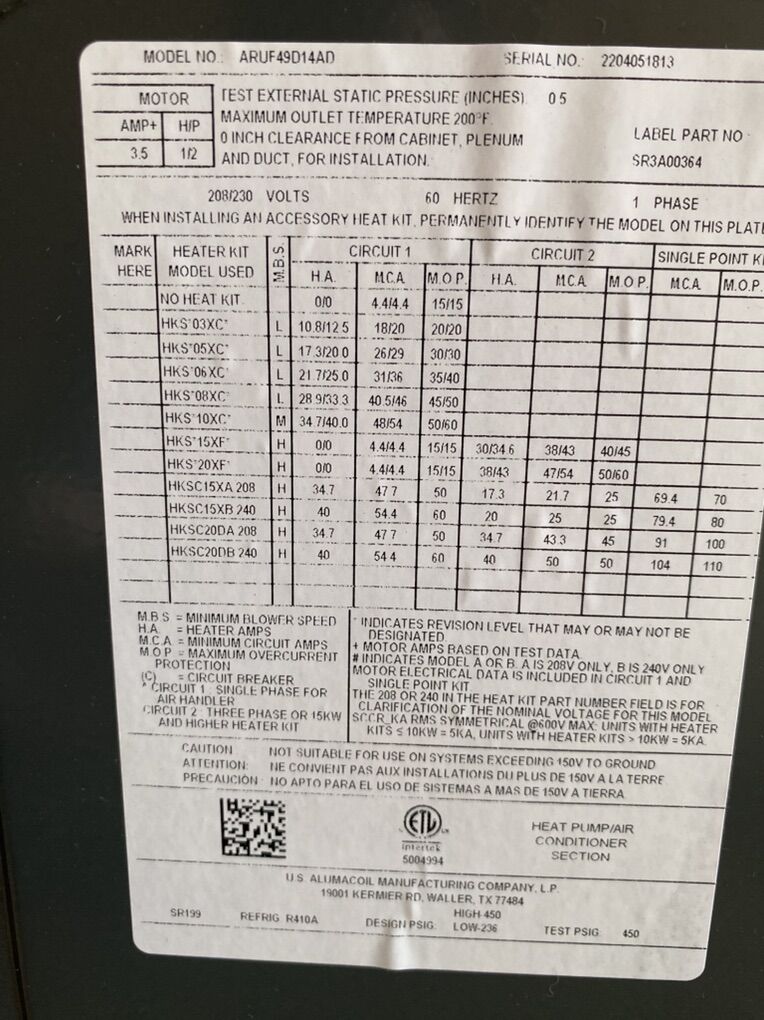 MODEL NO.: ARUF49D14AD SERIAL NO. 2204051813
MOTOR
AMP+ H/P
3.5 1/2
TEST EXTERNAL STATIC PRESSURE (INCHES) 0 5
MAXIMUM OUTLET TEMPERATURE 200°F.
0 INCH CLEARANCE FROM CABINET, PLENUM
AND DUCT, FOR INSTALLATION.
LABEL PART NO
SR3A00364
208/230 VOLTS 60 HERTZ 1 PHASE
WHEN INSTALLING AN ACCESSORY HEAT KIT, PERMANENTLY IDENTIFY THE MODEL ON THIS PLATE
MARK HERE HEATER KIT MODEL USED M.B.S. CIRCUIT 1 CIRCUIT 2 SINGLE POINT
H.A. M.C.A. M.O.P. H.A. M.C.A. M.O.P. M.C.A. M.O.P.
NO HEAT KIT 0/0 4.4/4.4 15/15
HKS*03XC* L 10.8/12.5 18/20 20/20
HKS*05XC* L 17.3/20.0 26/29 30/30
HKS*06XC* L 21.7/25.0 31/36 35/40
HKS*08XC* L 28.9/33.3 40.5/46 45/50
HKS*10XC* M 34.7/40.0 48/54 50/60
HKS*15XF* H 0/0 4.4/4.4 15/15 30/34.6 38/43 40/45
HKS*20XF* H 0/0 4.4/4.4 15/15 38/43 47/54 50/60
HKSC15XA 208 H 34.7 47.7 50 17.3 21.7 25 69.4 70
HKSC15XB 240 H 40 54.4 60 20 25 25 79.4 80
HKSC20DA 208 H 34.7 47.7 50 34.7 43.3 45 91 100
HKSC20DB 240 H 40 54.4 60 40 50 50 104 110
M.B.S = MINIMUM BLOWER SPEED
H.A. = HEATER AMPS
M.C.A = MINIMUM CIRCUIT AMPS
M.O.P = MAXIMUM OVERCURRENT
PROTECTION
(C) = CIRCUIT BREAKER
* CIRCUIT 1: SINGLE PHASE FOR
AIR HANDLER
CIRCUIT 2: THREE PHASE OR 15KW
AND HIGHER HEATER KIT
* INDICATES REVISION LEVEL THAT MAY OR MAY NOT BE
DESIGNATED.
+ MOTOR AMPS BASED ON TEST DATA
# INDICATES MODEL A OR B. A IS 208V ONLY, B IS 240V ONLY
MOTOR ELECTRICAL DATA IS INCLUDED IN CIRCUIT 1 AND
SINGLE POINT KIT
THE 208 OR 240 IN THE HEAT KIT PART NUMBER FIELD IS FOR
CLARIFICATION OF THE NOMINAL VOLTAGE FOR THIS MODEL
SCCR_KA RMS SYMMETRICAL @600V MAX: UNITS WITH HEATER
KITS ≤ 10KW = 5KA, UNITS WITH HEATER KITS > 10KW = 5KA.
CAUTION NOT SUITABLE FOR USE ON SYSTEMS EXCEEDING 150V TO GROUND
ATTENTION: NE CONVIENT PAS AUX INSTALLATIONS DU PLUS DE 150V A LA TERRE
PRECAUCIÓN NO APTO PARA EL USO DE SISTEMAS A MAS DE 150V A TIERRA
ETL
Intertek
5004994
HEAT PUMP/AIR
CONDITIONER
SECTION
U.S. ALUMACOIL MANUFACTURING COMPANY, L.P.
19001 KERMIER RD, WALLER, TX 77484
SR199 REFRIG R410A DESIGN PSIG: HIGH-450
LOW-236 TEST PSIG 450